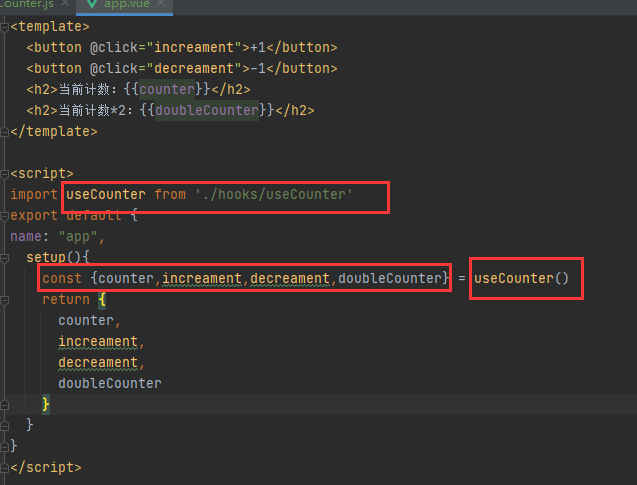 Counter.js × app.vue ×
<template>
<button @click="increament">+1</button>
<button @click="decreament">-1</button>
<h2>当前计数：{{counter}}</h2>
<h2>当前计数*2：{{doubleCounter}}</h2>
</template>
<script>
import useCounter from './hooks/useCounter'
export default {
name: "app",
setup(){
const {counter,increament,decreament,doubleCounter} = useCounter()
return {
counter,
increament,
decreament,
doubleCounter
}
}
}
</script>